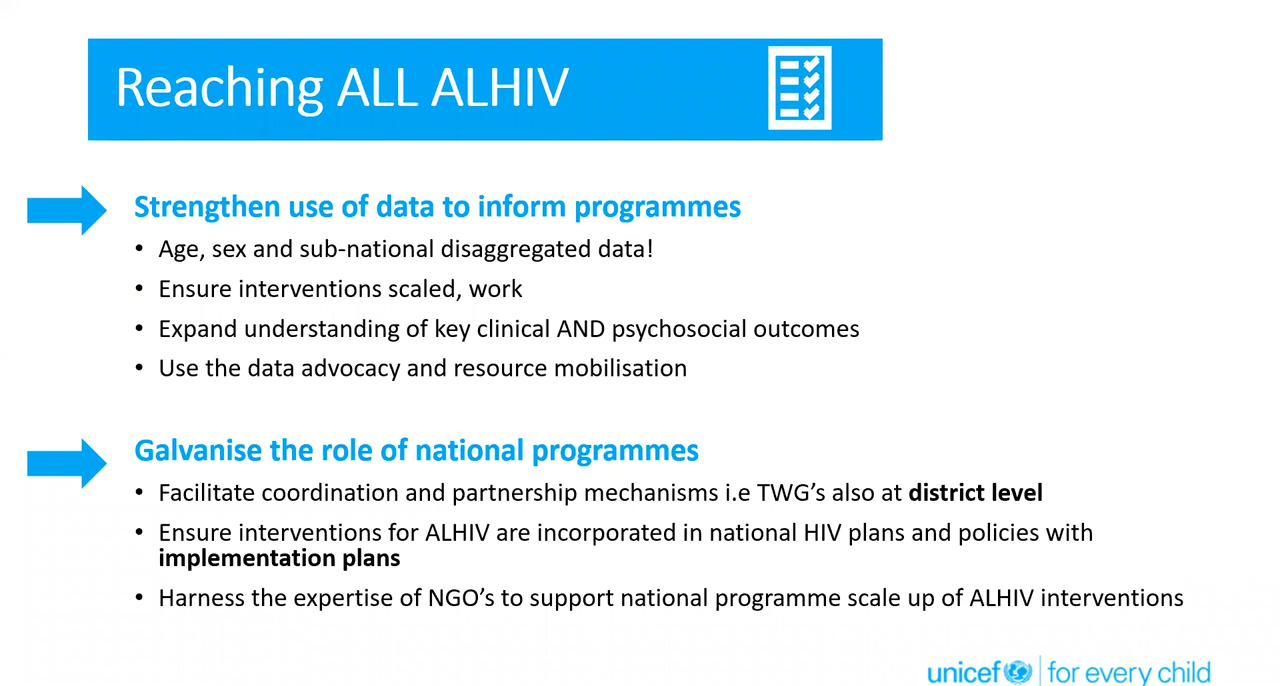 Reaching ALL ALHIV
Strengthen use of data to inform programmes
• Age, sex and sub-national disaggregated data!
• Ensure interventions scaled, work
• Expand understanding of key clinical AND psychosocial outcomes
• Use the data advocacy and resource mobilisation
Galvanise the role of national programmes
• Facilitate coordination and partnership mechanisms i.e TWG’s also at district level
• Ensure interventions for ALHIV are incorporated in national HIV plans and policies with
implementation plans
• Harness the expertise of NGO’s to support national programme scale up of ALHIV interventions
unicef | for every child